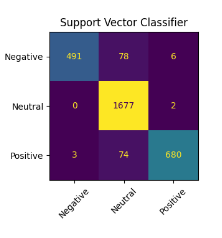 Support Vector Classifier
Negative 491 78 6
Neutral 0 1677 2
Positive 3 74 680
Negative Neutral Positive